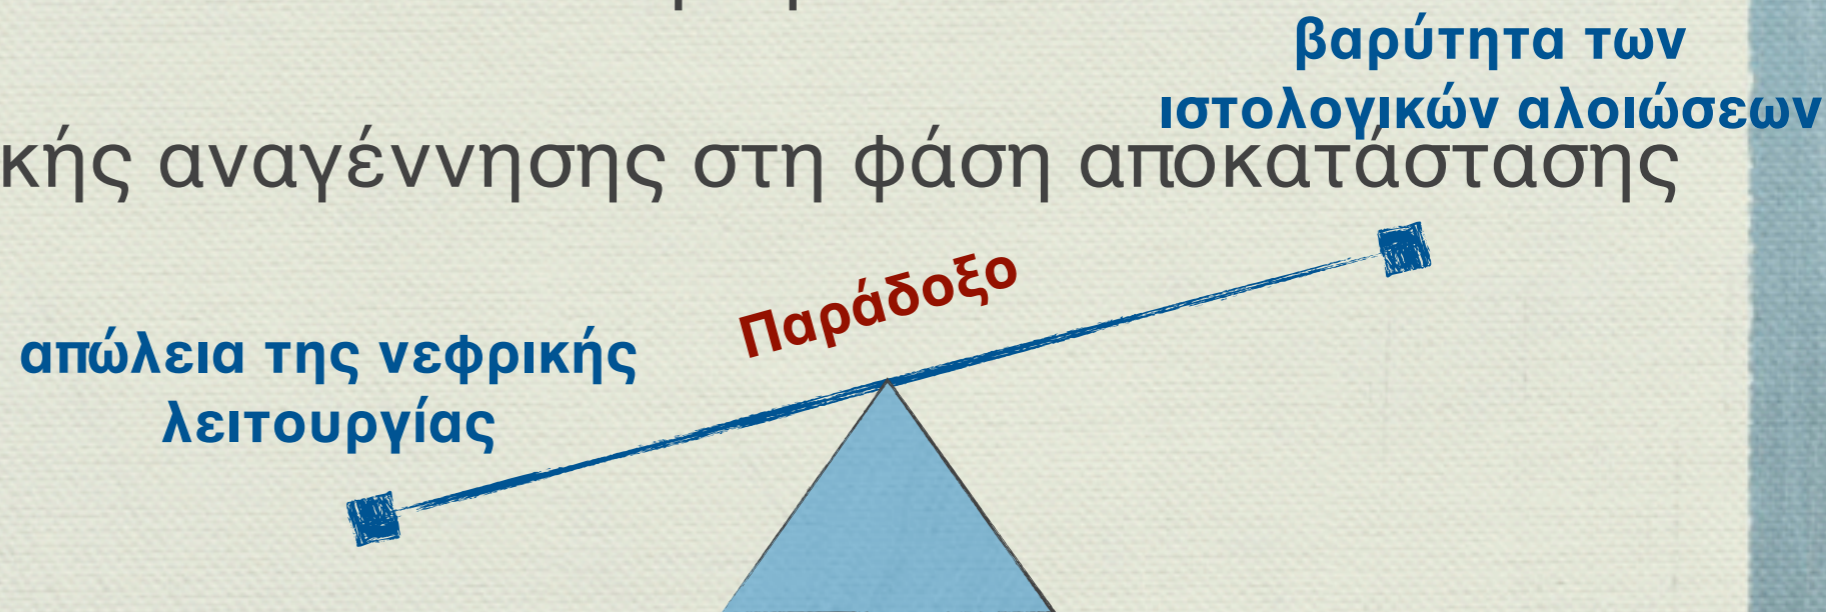 βαρύτητα των
ιστολογικών αλοιώσεων
κής αναγέννησης στη φάση αποκατάστασης
Παράδοξο
απώλεια της νεφρικής
λειτουργίας